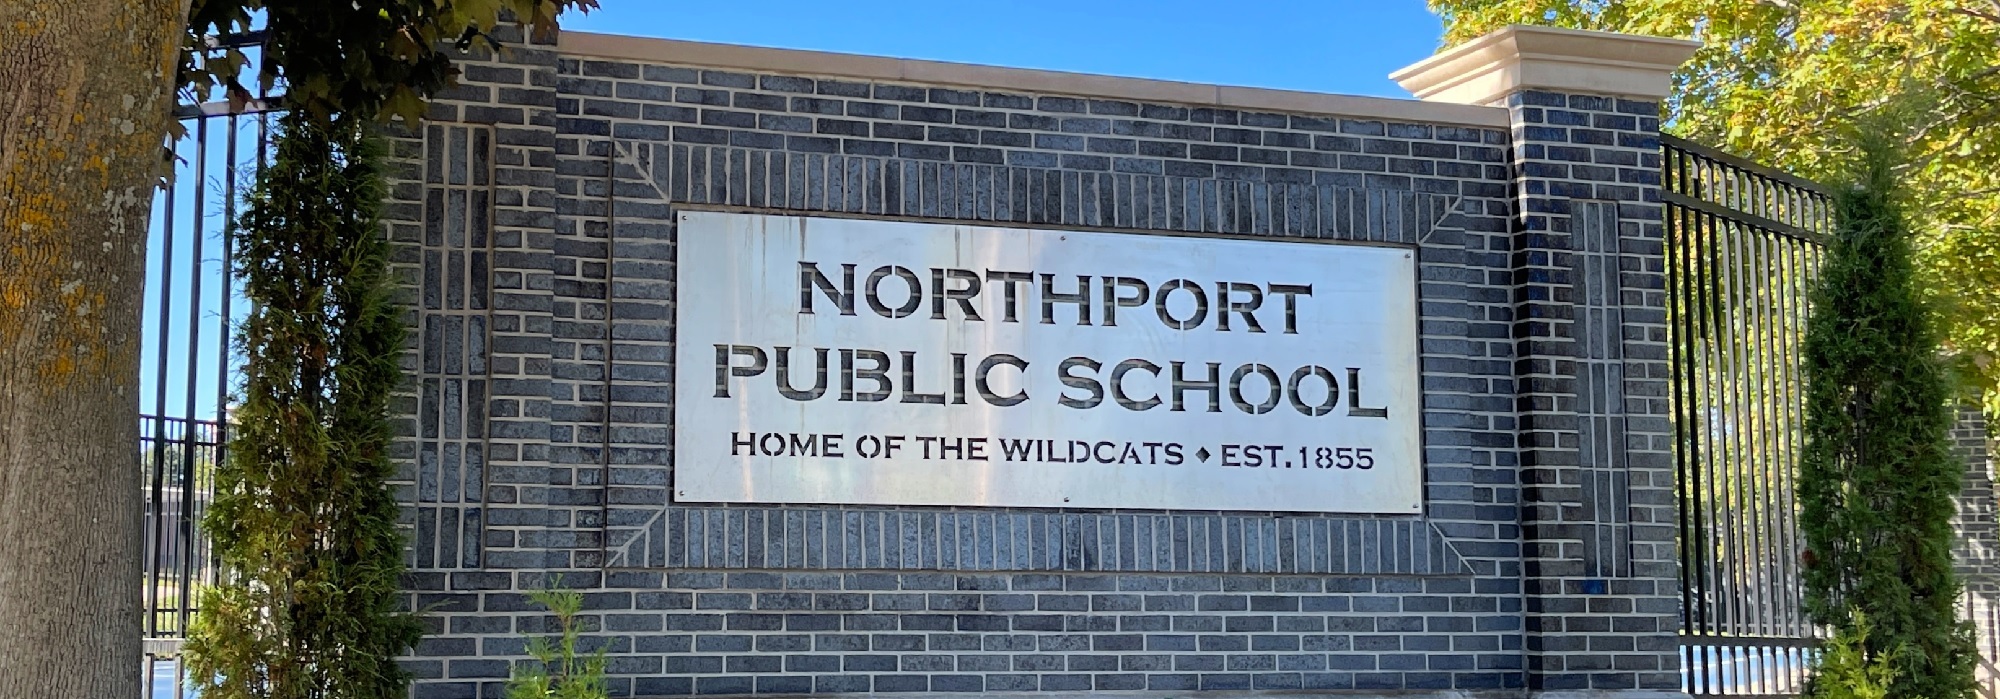 NORTHPORT
PUBLIC SCHOOL
HOME OF THE WILDCATS ◆ EST.1855